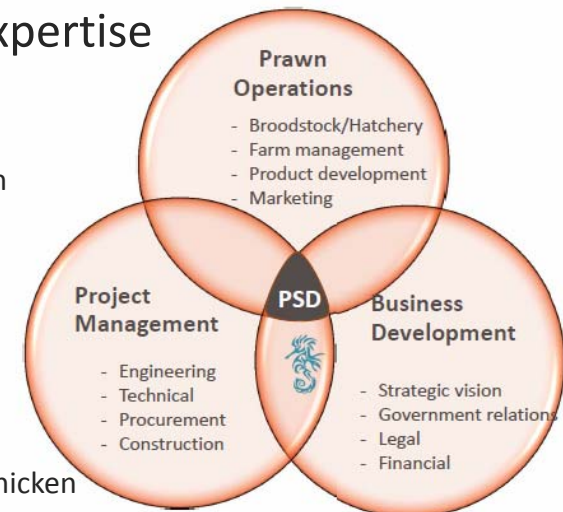 xpertise
Prawn
Operations
- Broodstock/Hatchery
- Farm management
- Product development
- Marketing
Project
Management
- Engineering
- Technical
- Procurement
- Construction
PSD
Business
Development
- Strategic vision
- Government relations
- Legal
- Financial
hicken